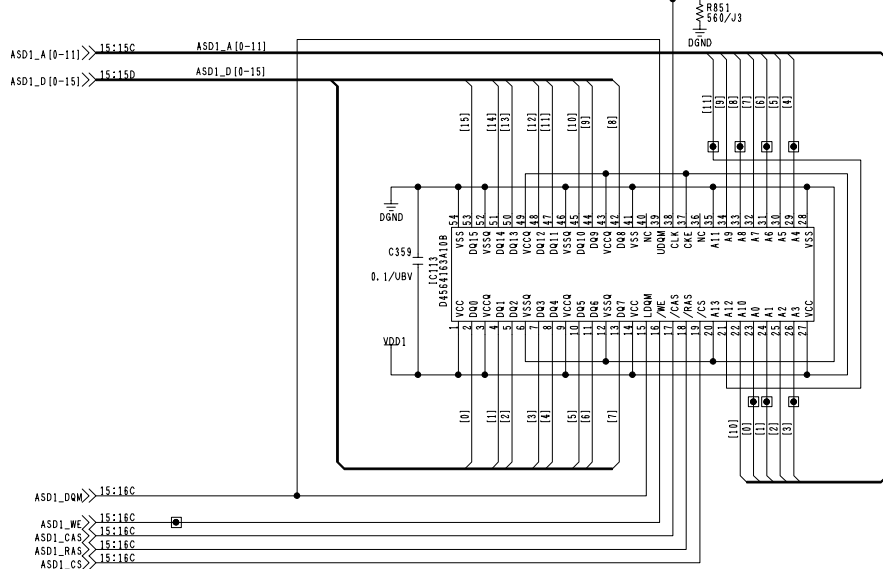 R851
560/J3
DGND
ASD1_A[0-11] 15:15C ASD1_A[0-11]
ASD1_D[0-15] 15:15D ASD1_D[0-15]
[11] [9] [8] [7] [6] [5] [4]
[15] [14] [13] [12] [11] [10] [9] [8]
DGND
54 53 52 51 50 49 48 47 46 45 44 43 42 41 40 39 38 37 36 35 34 33 32 31 30 29 28
VSS DQ15 VSSQ DQ14 DQ13 VCCQ DQ12 DQ11 VSSQ DQ10 DQ9 VCCQ DQ8 VSS NC UDQM CLK CKE NC A11 A9 A8 A7 A6 A5 A4 VSS
C359
0.1/UBV
IC113
D4564163A10B
VCC DQ0 VCCQ DQ1 DQ2 VSSQ DQ3 DQ4 VCCQ DQ5 DQ6 VSSQ DQ7 VCC LDQM /WE /CAS /RAS /CS A13 A12 A10 A0 A1 A2 A3 VCC
1 2 3 4 5 6 7 8 9 10 11 12 13 14 15 16 17 18 19 20 21 22 23 24 25 26 27
VDD1
[0] [1] [2] [3] [4] [5] [6] [7]
[10] [0] [1] [2] [3]
ASD1_DQM 15:16C
ASD1_WE 15:16C
ASD1_CAS 15:16C
ASD1_RAS 15:16C
ASD1_CS 15:16C